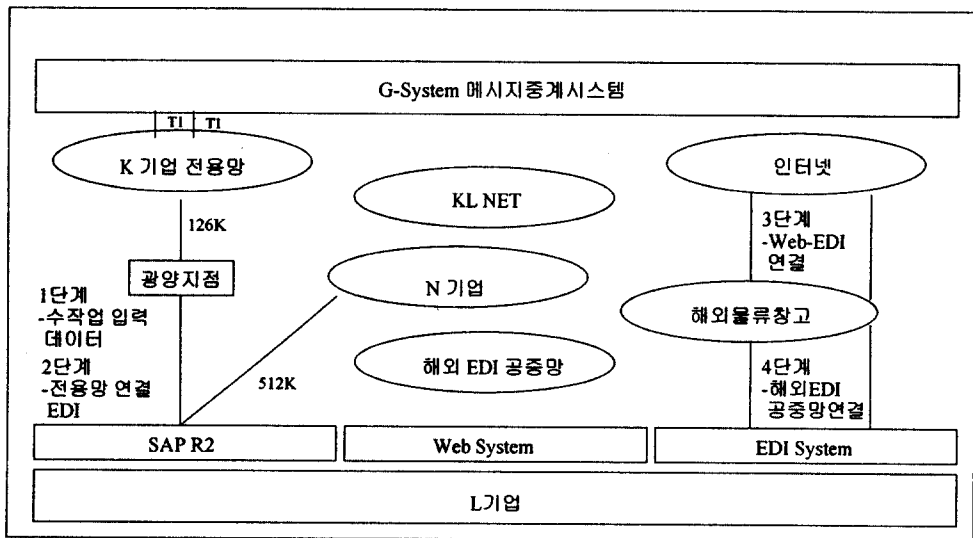 G-System 메시지중계시스템
T1 T1
K 기업 전용망
인터넷
KL NET
126K
3단계
-Web-EDI
연결
광양지점
N 기업
1단계
-수작업 입력
데이터
해외물류창고
2단계
-전용망 연결
EDI
512K
해외 EDI 공중망
4단계
-해외EDI
공중망연결
SAP R2
Web System
EDI System
L기업